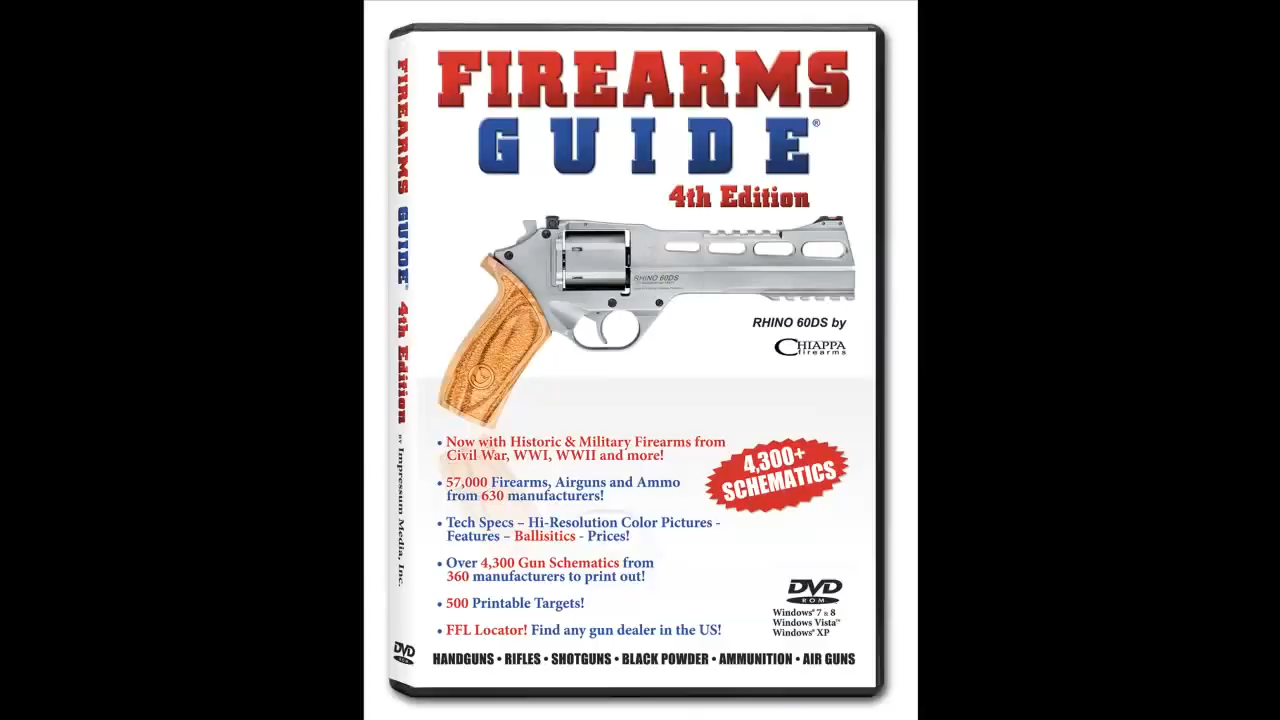 FIREARMS
GUIDE®
4th Edition
RHINO 60DS
RHINO 60DS by
CHIAPPA
firearms
• Now with Historic & Military Firearms from
Civil War, WWI, WWII and more!
4,300+
SCHEMATICS
• 57,000 Firearms, Airguns and Ammo
from 630 manufacturers!
• Tech Specs – Hi-Resolution Color Pictures -
Features – Ballisitics - Prices!
• Over 4,300 Gun Schematics from
360 manufacturers to print out!
• 500 Printable Targets!
• FFL Locator! Find any gun dealer in the US!
DVD
ROM
Windows® 7 & 8
Windows Vista™
Windows® XP
HANDGUNS • RIFLES • SHOTGUNS • BLACK POWDER • AMMUNITION • AIR GUNS
FIREARMS GUIDE® 4th Edition BY Impressum Media, Inc.
DVD
ROM